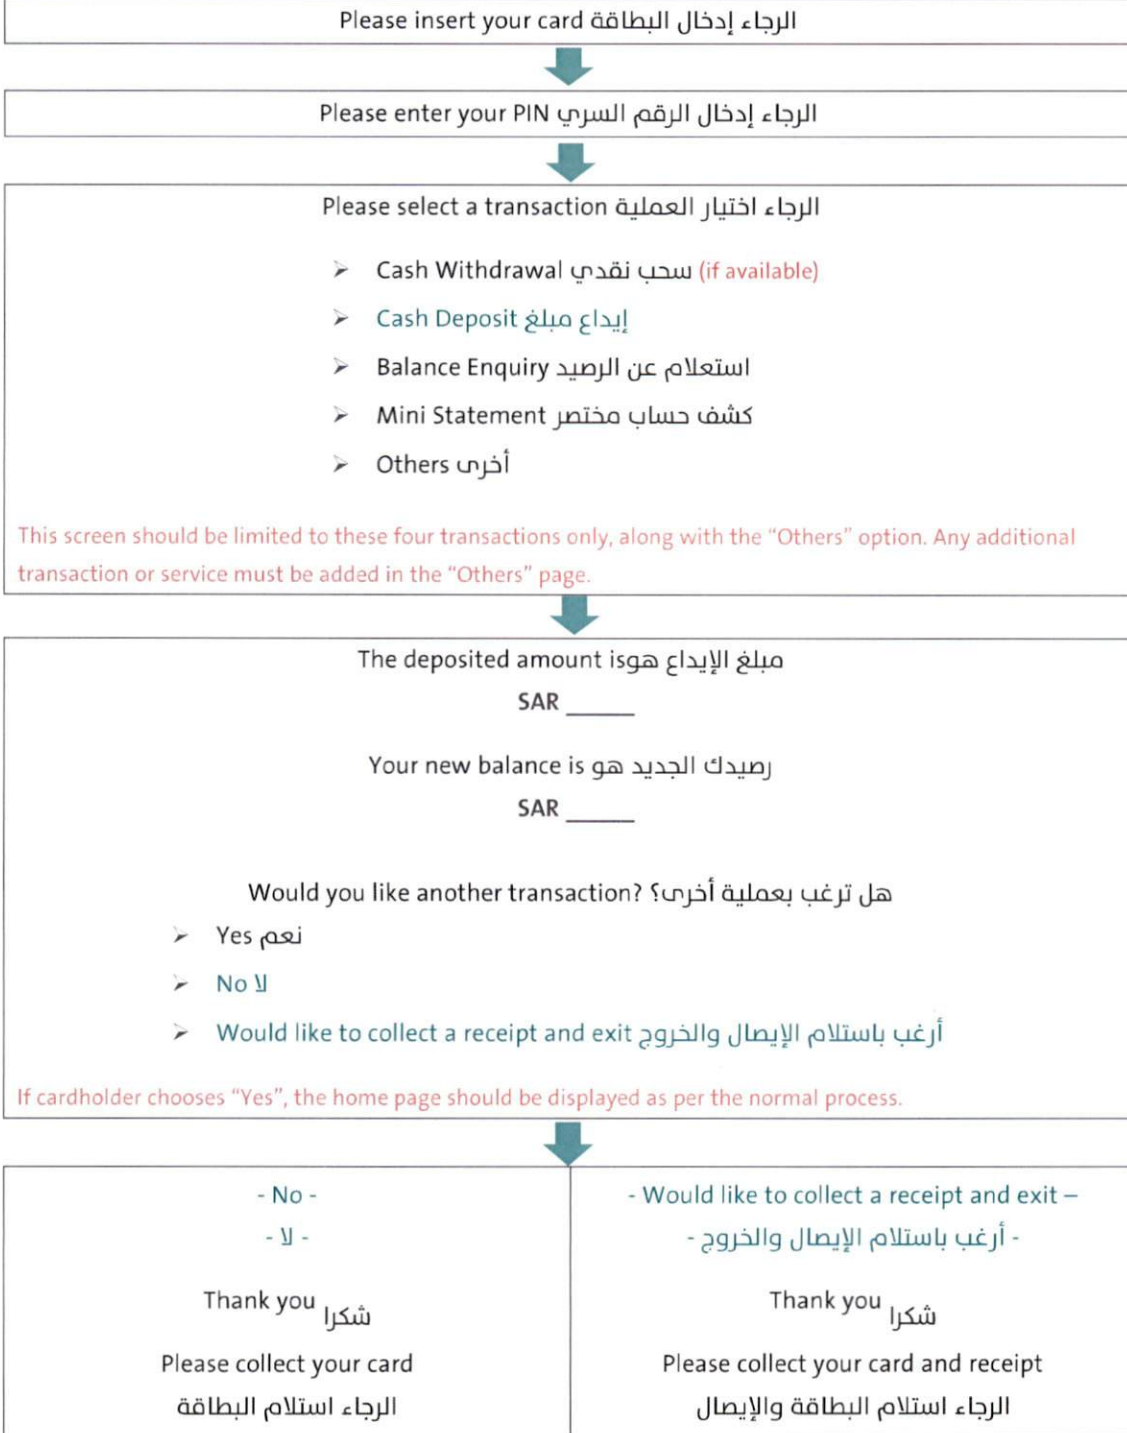 Please insert your card الرجاء إدخال البطاقة
Please enter your PIN الرجاء إدخال الرقم السري
Please select a transaction الرجاء اختيار العملية
➢ Cash Withdrawal سحب نقدي (if available)
➢ Cash Deposit إيداع مبلغ
➢ Balance Enquiry استعلام عن الرصيد
➢ Mini Statement كشف حساب مختصر
➢ Others أخرى
This screen should be limited to these four transactions only, along with the “Others” option. Any additional
transaction or service must be added in the “Others” page.
The deposited amount is مبلغ الإيداع هو
SAR ______
Your new balance is رصيدك الجديد هو
SAR ______
Would you like another transaction? هل ترغب بعملية أخرى؟
➢ Yes نعم
➢ No لا
➢ Would like to collect a receipt and exit أرغب باستلام الإيصال والخروج
If cardholder chooses “Yes”, the home page should be displayed as per the normal process.
- No -
- لا -
Thank you شكرا
Please collect your card
الرجاء استلام البطاقة
- Would like to collect a receipt and exit –
- أرغب باستلام الإيصال والخروج -
Thank you شكرا
Please collect your card and receipt
الرجاء استلام البطاقة والإيصال